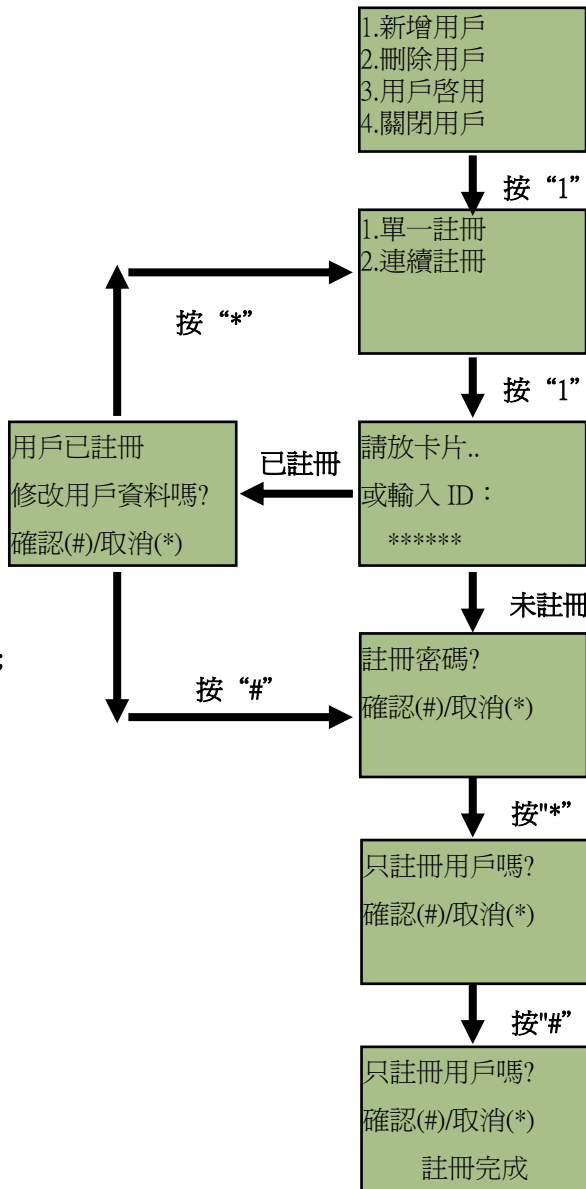 1.新增用戶
2.刪除用戶
3.用戶啓用
4.關閉用戶
按“1”
1.單一註冊
2.連續註冊
按“*”
按“1”
用戶已註冊
修改用戶資料嗎?
確認(#)/取消(*)
已註冊
請放卡片..
或輸入 ID：
******
未註冊
;
按“#”
註冊密碼?
確認(#)/取消(*)
按"*”
只註冊用戶嗎?
確認(#)/取消(*)
按"#”
只註冊用戶嗎?
確認(#)/取消(*)
註冊完成